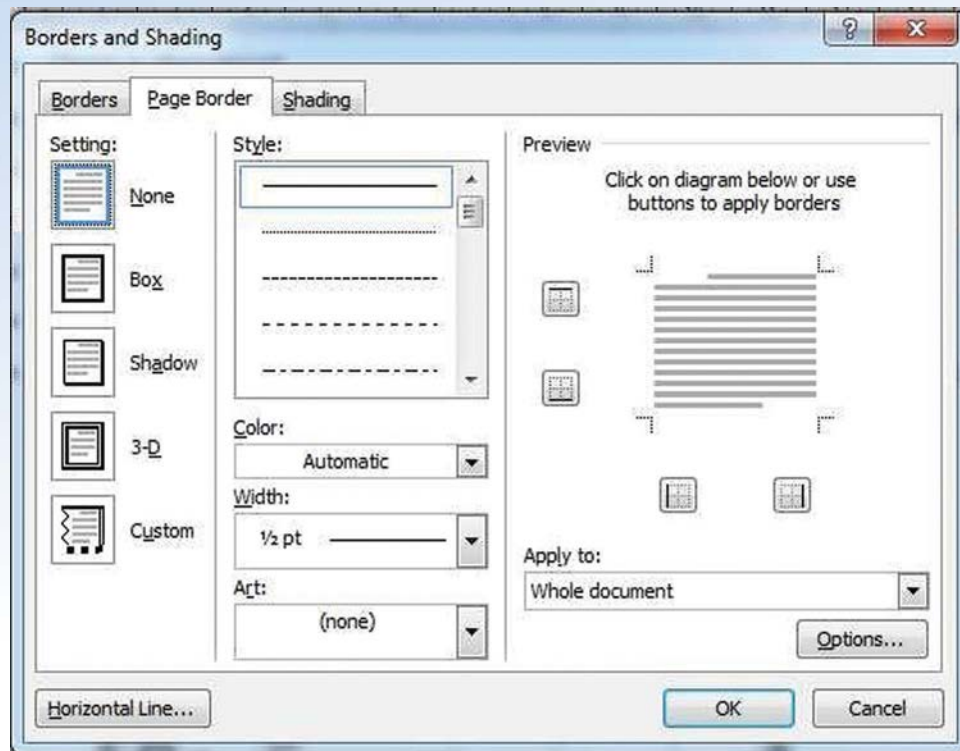 Borders and Shading
?
Borders
Page Border
Shading
Setting:
None
Box
Shadow
3-D
Custom
Style:
Color:
Automatic
Width:
½ pt
Art:
(none)
Preview
Click on diagram below or use
buttons to apply borders
Apply to:
Whole document
Options...
Horizontal Line...
OK
Cancel